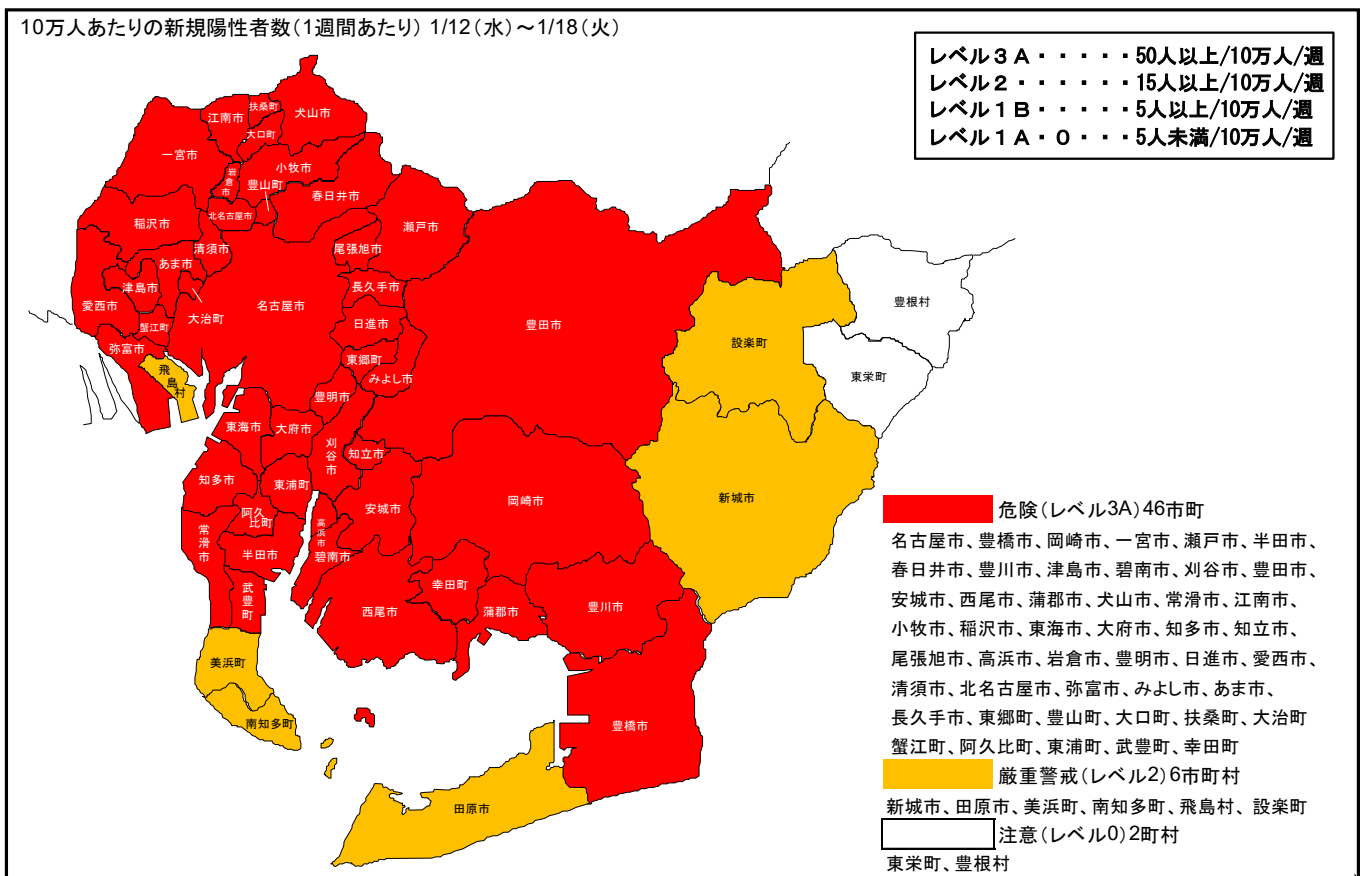 10万人あたりの新規陽性者数(1週間あたり) 1/12(水)～1/18(火)
レベル3A・・・・・50人以上/10万人/週
レベル2・・・・・・15人以上/10万人/週
レベル1B・・・・・5人以上/10万人/週
レベル1A・0・・・5人未満/10万人/週
扶桑町
江南市
犬山市
大口町
一宮市
小牧市
岩倉市
豊山町
春日井市
北名古屋市
稲沢市
瀬戸市
清須市
尾張旭市
あま市
津島市
長久手市
愛西市
名古屋市
豊根村
大治町
蟹江町
日進市
豊田市
設楽町
弥富市
東郷町
飛島村
みよし市
東栄町
豊明市
東海市
大府市
刈谷市
知立市
知多市
東浦町
新城市
岡崎市
安城市
阿久比町
常滑市
高浜市
半田市
碧南市
武豊町
幸田町
西尾市
蒲郡市
豊川市
美浜町
南知多町
豊橋市
田原市
危険(レベル3A)46市町
名古屋市、豊橋市、岡崎市、一宮市、瀬戸市、半田市、
春日井市、豊川市、津島市、碧南市、刈谷市、豊田市、
安城市、西尾市、蒲郡市、犬山市、常滑市、江南市、
小牧市、稲沢市、東海市、大府市、知多市、知立市、
尾張旭市、高浜市、岩倉市、豊明市、日進市、愛西市、
清須市、北名古屋市、弥富市、みよし市、あま市、
長久手市、東郷町、豊山町、大口町、扶桑町、大治町
蟹江町、阿久比町、東浦町、武豊町、幸田町
厳重警戒(レベル2)6市町村
新城市、田原市、美浜町、南知多町、飛島村、設楽町
注意(レベル0)2町村
東栄町、豊根村